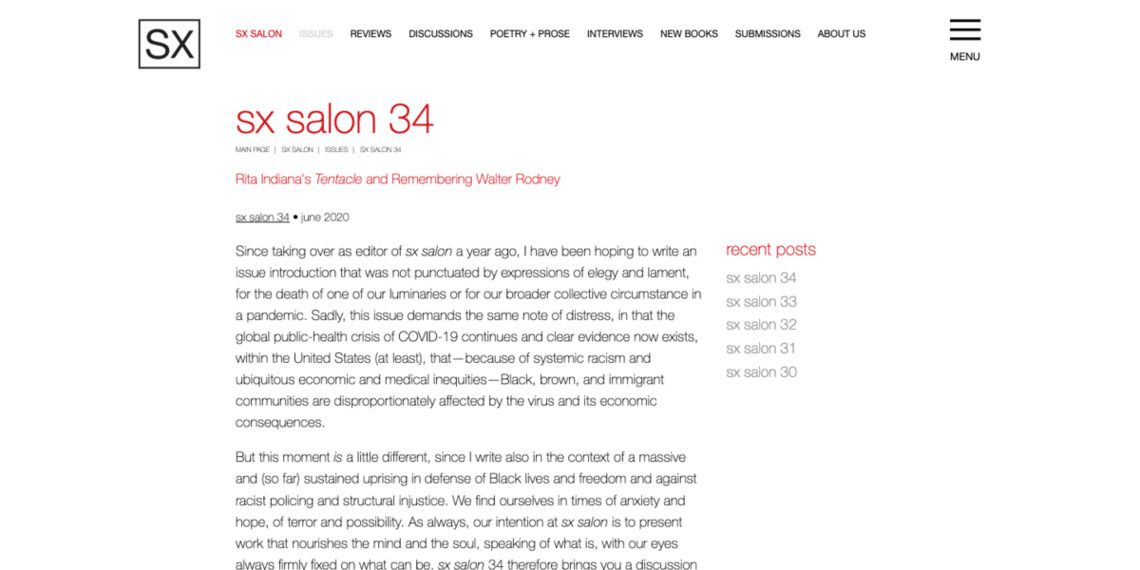 SX
SX SALON ISSUES REVIEWS DISCUSSIONS POETRY + PROSE INTERVIEWS NEW BOOKS SUBMISSIONS ABOUT US
MENU
sx salon 34
MAIN PAGE | SX SALON | ISSUES | SX SALON 34
Rita Indiana's Tentacle and Remembering Walter Rodney
sx salon 34 • june 2020
Since taking over as editor of sx salon a year ago, I have been hoping to write an
issue introduction that was not punctuated by expressions of elegy and lament,
for the death of one of our luminaries or for our broader collective circumstance in
a pandemic. Sadly, this issue demands the same note of distress, in that the
global public-health crisis of COVID-19 continues and clear evidence now exists,
within the United States (at least), that—because of systemic racism and
ubiquitous economic and medical inequities—Black, brown, and immigrant
communities are disproportionately affected by the virus and its economic
consequences.
But this moment is a little different, since I write also in the context of a massive
and (so far) sustained uprising in defense of Black lives and freedom and against
racist policing and structural injustice. We find ourselves in times of anxiety and
hope, of terror and possibility. As always, our intention at sx salon is to present
work that nourishes the mind and the soul, speaking of what is, with our eyes
always firmly fixed on what can be. sx salon 34 therefore brings you a discussion
recent posts
sx salon 34
sx salon 33
sx salon 32
sx salon 31
sx salon 30